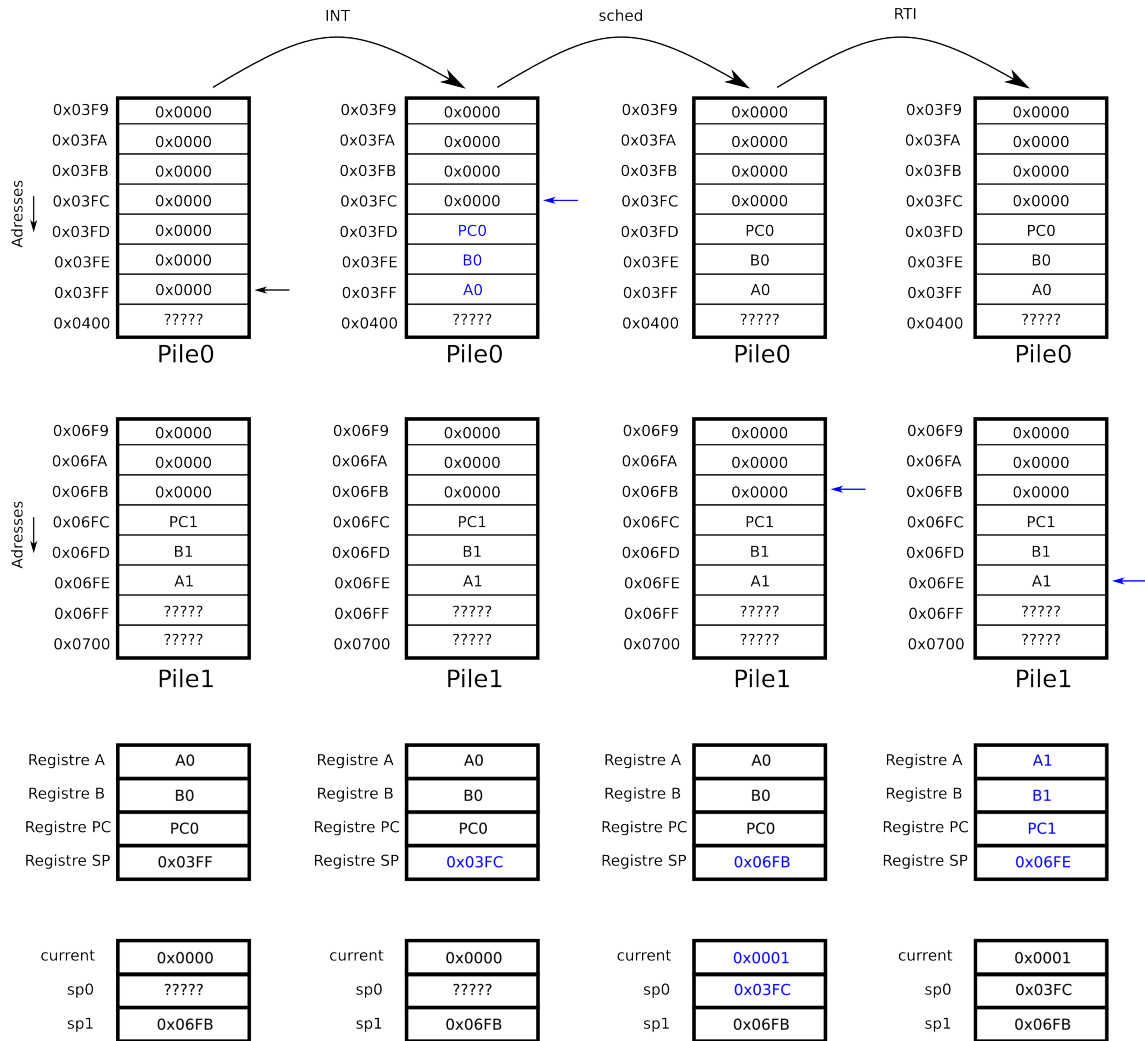 INT sched RTI
0x03F9 0x0000 0x03F9 0x0000 0x03F9 0x0000 0x03F9 0x0000
0x03FA 0x0000 0x03FA 0x0000 0x03FA 0x0000 0x03FA 0x0000
0x03FB 0x0000 0x03FB 0x0000 0x03FB 0x0000 0x03FB 0x0000
Adresses
0x03FC 0x0000 0x03FC 0x0000 0x03FC 0x0000 0x03FC 0x0000
0x03FD 0x0000 0x03FD PC0 0x03FD PC0 0x03FD PC0
0x03FE 0x0000 0x03FE B0 0x03FE B0 0x03FE B0
0x03FF 0x0000 0x03FF A0 0x03FF A0 0x03FF A0
0x0400 ????? 0x0400 ????? 0x0400 ????? 0x0400 ?????
Pile0 Pile0 Pile0 Pile0
0x06F9 0x0000 0x06F9 0x0000 0x06F9 0x0000 0x06F9 0x0000
0x06FA 0x0000 0x06FA 0x0000 0x06FA 0x0000 0x06FA 0x0000
0x06FB 0x0000 0x06FB 0x0000 0x06FB 0x0000 0x06FB 0x0000
Adresses
0x06FC PC1 0x06FC PC1 0x06FC PC1 0x06FC PC1
0x06FD B1 0x06FD B1 0x06FD B1 0x06FD B1
0x06FE A1 0x06FE A1 0x06FE A1 0x06FE A1
0x06FF ????? 0x06FF ????? 0x06FF ????? 0x06FF ?????
0x0700 ????? 0x0700 ????? 0x0700 ????? 0x0700 ?????
Pile1 Pile1 Pile1 Pile1
Registre A A0 Registre A A0 Registre A A0 Registre A A1
Registre B B0 Registre B B0 Registre B B0 Registre B B1
Registre PC PC0 Registre PC PC0 Registre PC PC0 Registre PC PC1
Registre SP 0x03FF Registre SP 0x03FC Registre SP 0x06FB Registre SP 0x06FE
current 0x0000 current 0x0000 current 0x0001 current 0x0001
sp0 ????? sp0 ????? sp0 0x03FC sp0 0x03FC
sp1 0x06FB sp1 0x06FB sp1 0x06FB sp1 0x06FB